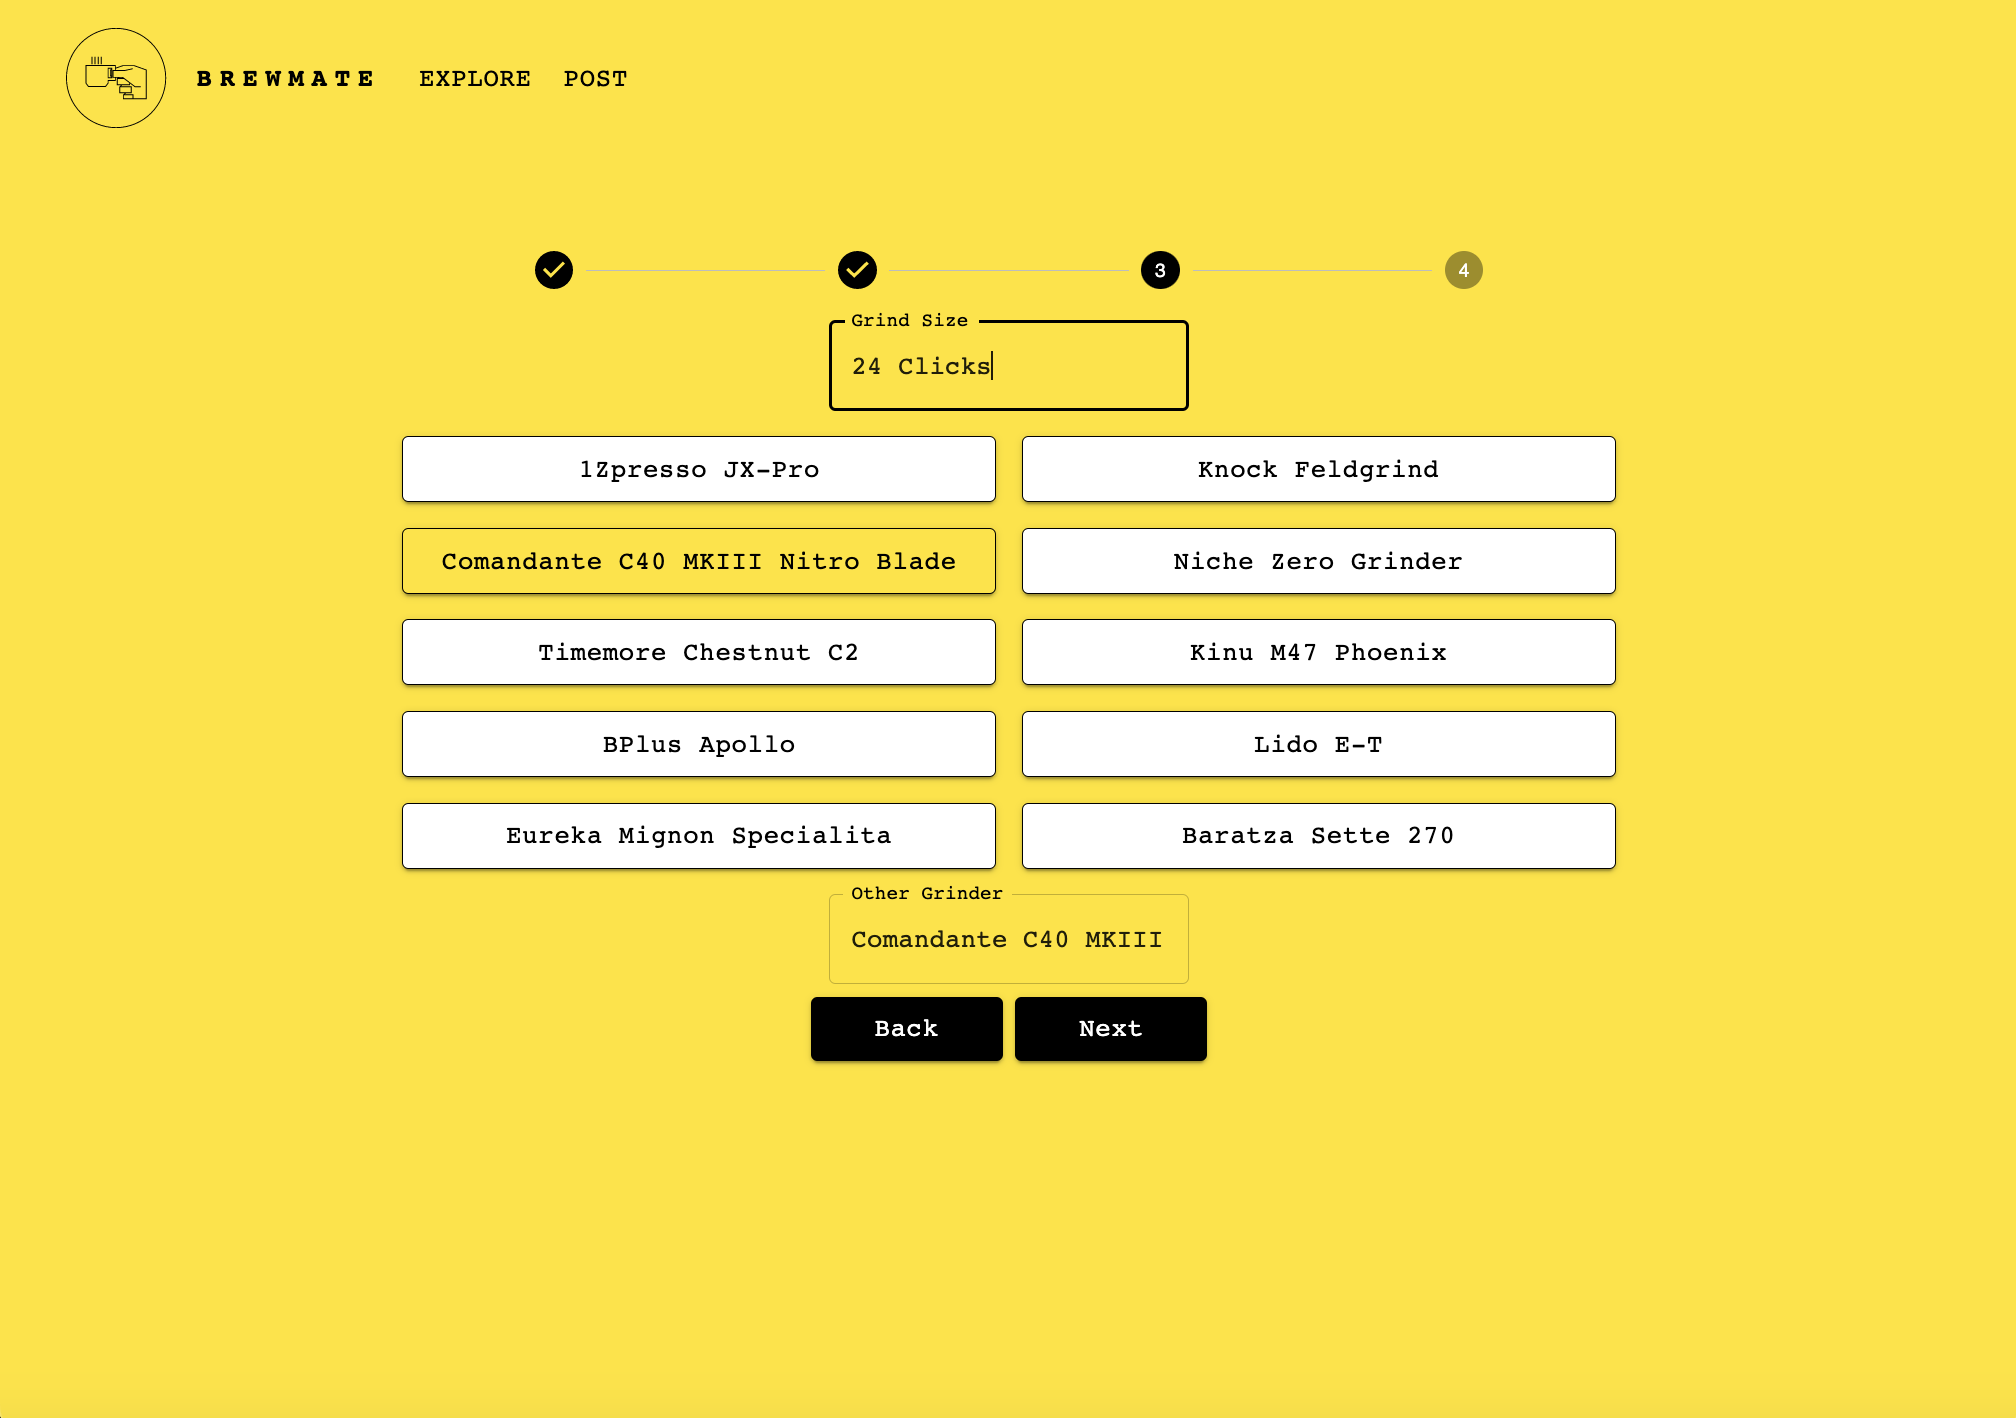 BREWMATE EXPLORE POST
3 4
Grind Size
24 Clicks
1Zpresso JX-Pro Knock Feldgrind
Comandante C40 MKIII Nitro Blade Niche Zero Grinder
Timemore Chestnut C2 Kinu M47 Phoenix
BPlus Apollo Lido E-T
Eureka Mignon Specialita Baratza Sette 270
Other Grinder
Comandante C40 MKIII
Back Next